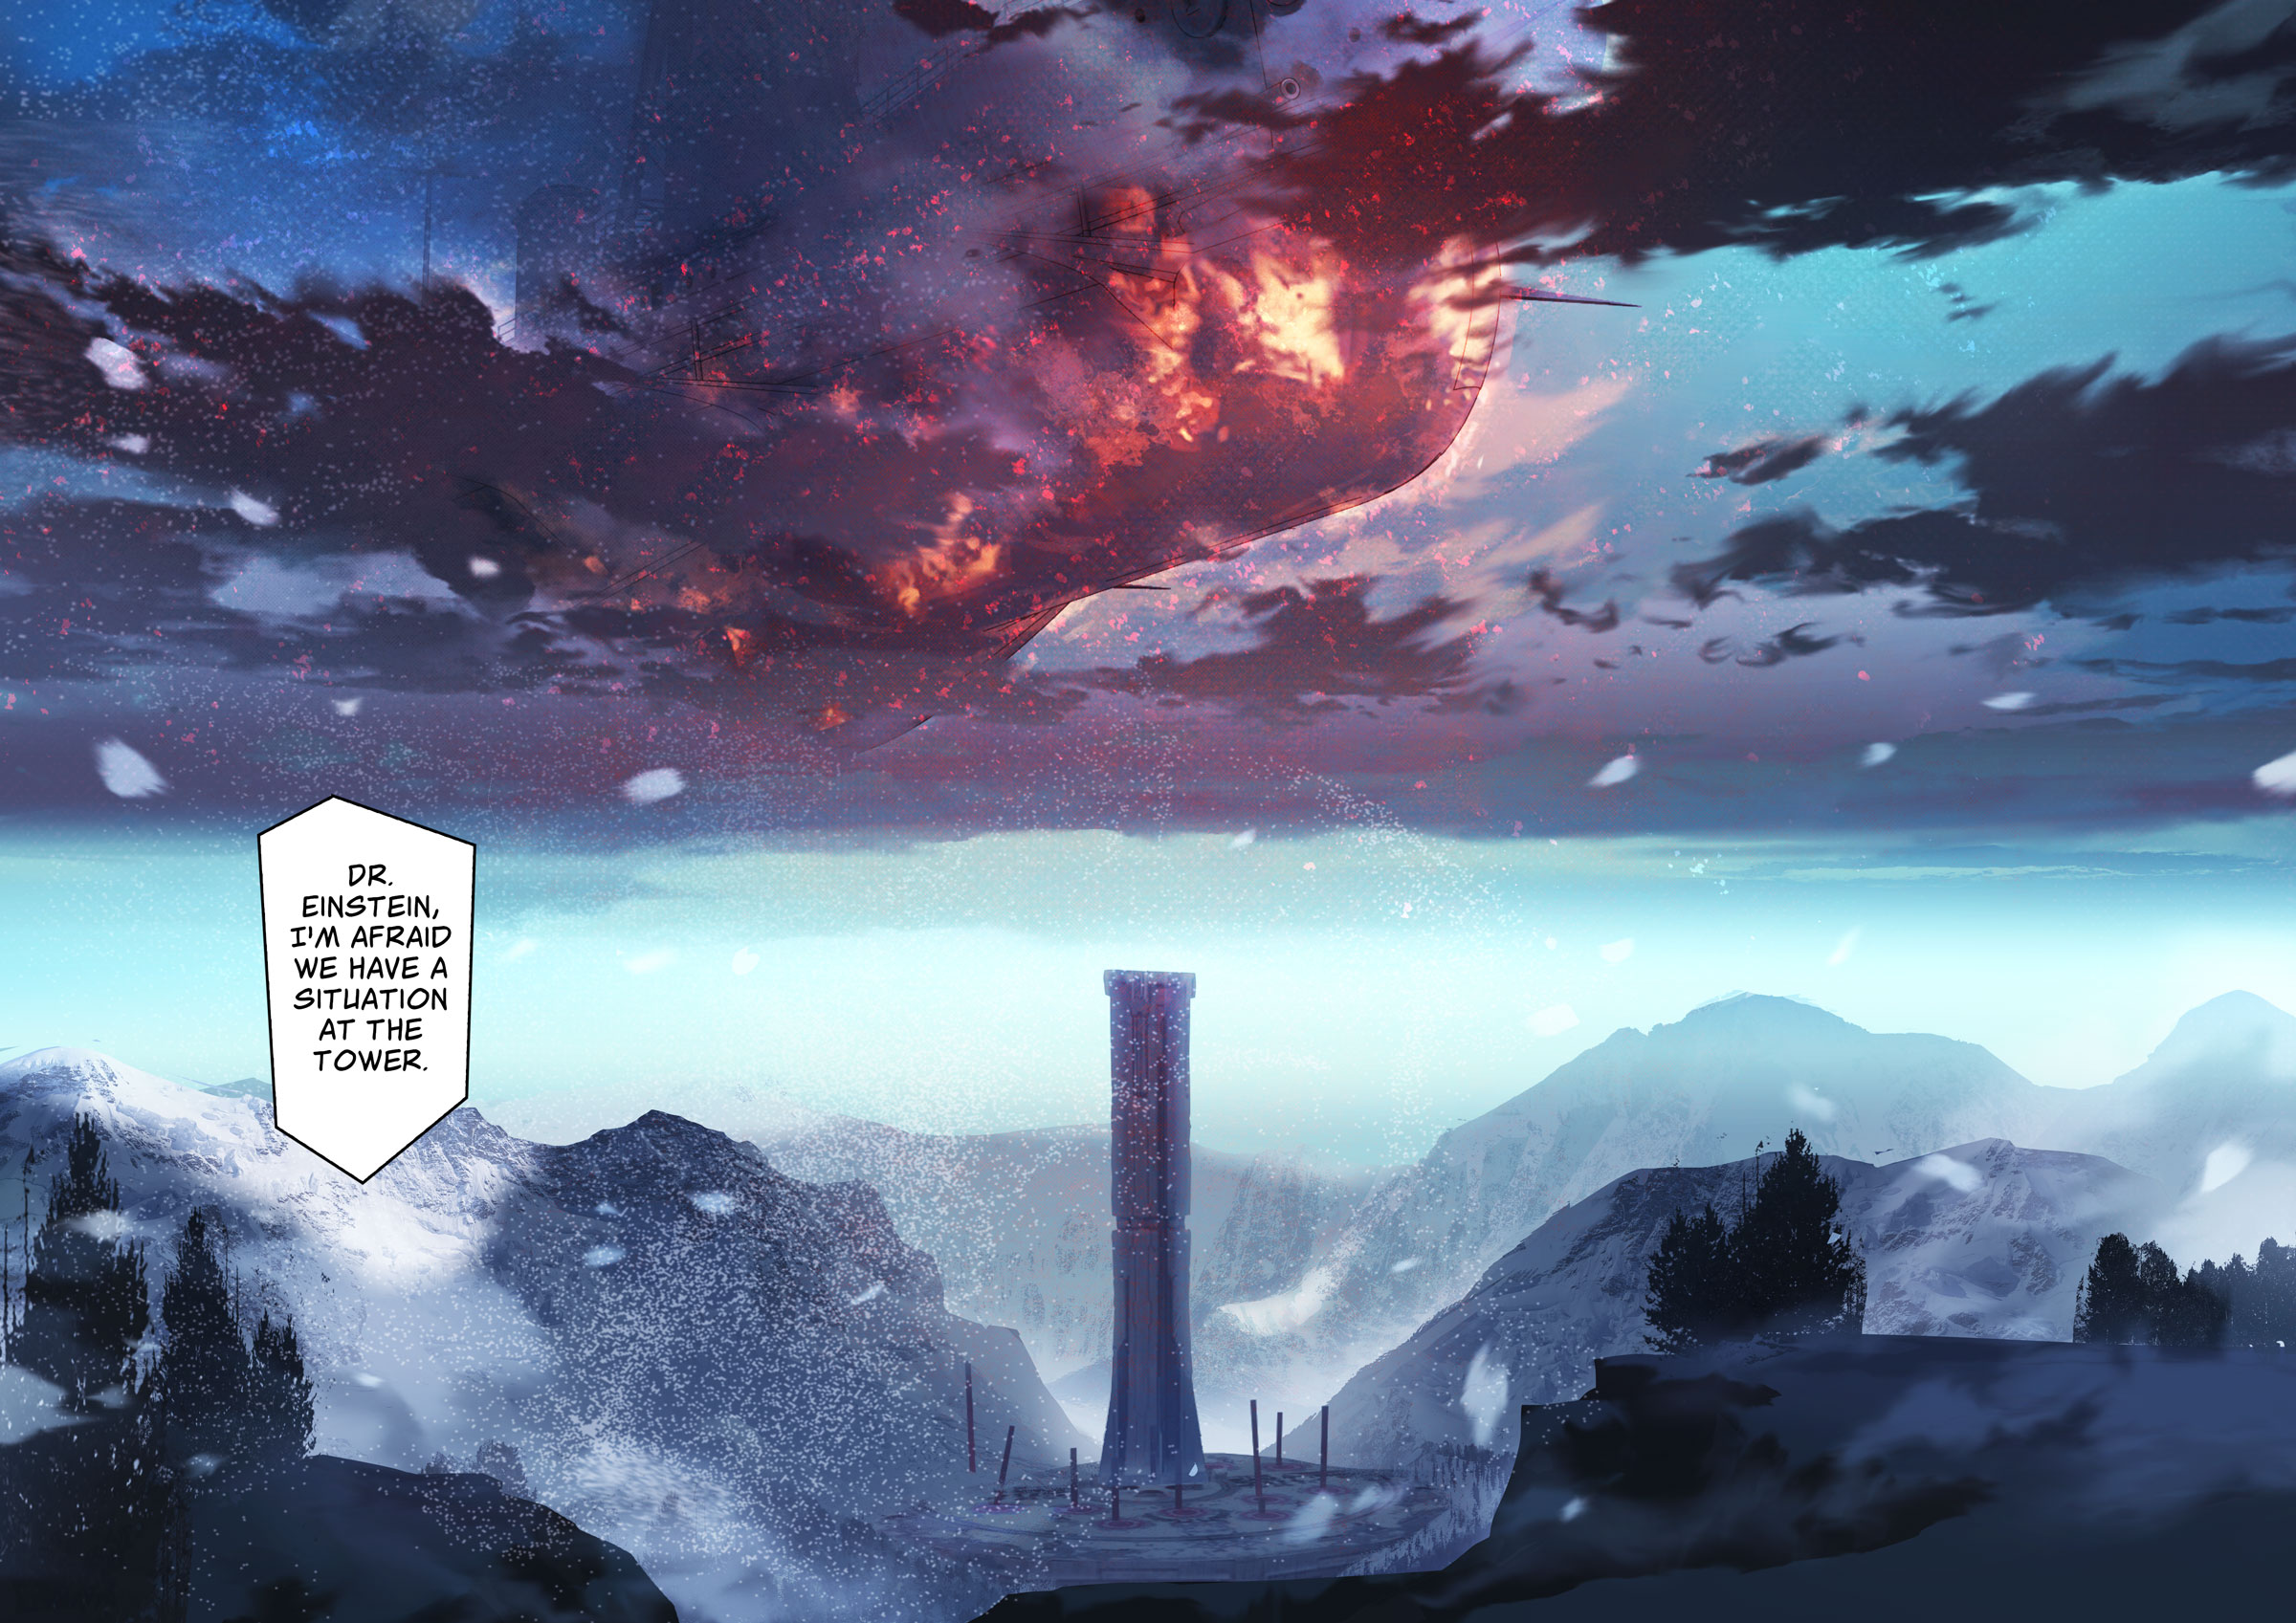 DR.
EINSTEIN,
I'M AFRAID
WE HAVE A
SITUATION
AT THE
TOWER.